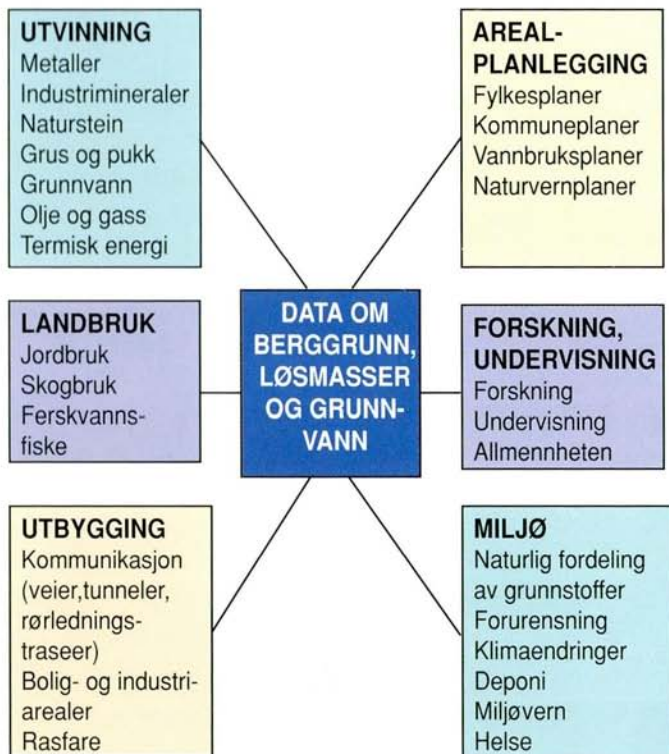 UTVINNING
Metaller
Industrimineraler
Naturstein
Grus og pukk
Grunnvann
Olje og gass
Termisk energi
AREAL-
PLANLEGGING
Fylkesplaner
Kommuneplaner
Vannbruksplaner
Naturvernplaner
LANDBRUK
Jordbruk
Skogbruk
Ferskvanns-
fiske
DATA OM
BERGGRUNN,
LØSMASSER
OG GRUNN-
VANN
FORSKNING,
UNDERVISNING
Forskning
Undervisning
Allmennheten
UTBYGGING
Kommunikasjon
(veier,tunneler,
rørlednings-
traseer)
Bolig- og industri-
arealer
Rasfare
MILJØ
Naturlig fordeling
av grunnstoffer
Forurensning
Klimaendringer
Deponi
Miljøvern
Helse